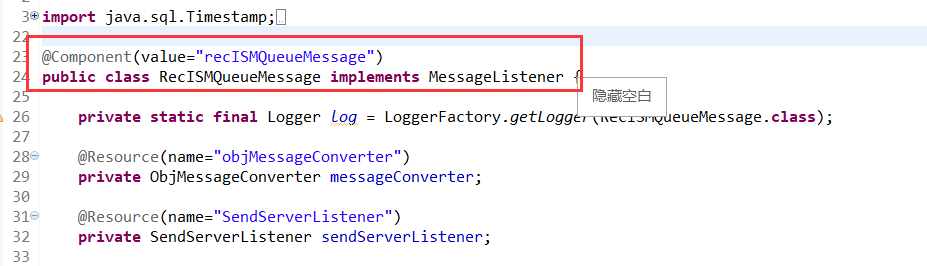 3 import java.sql.Timestamp;
22
23 @Component(value="recISMQueueMessage")
24 public class RecISMQueueMessage implements MessageListener {
隐藏空白
25
26 private static final Logger log = LoggerFactory.getLogger(RecISMQueueMessage.class);
27
28 @Resource(name="objMessageConverter")
29 private ObjMessageConverter messageConverter;
30
31 @Resource(name="SendServerListener")
32 private SendServerListener sendServerListener;
33